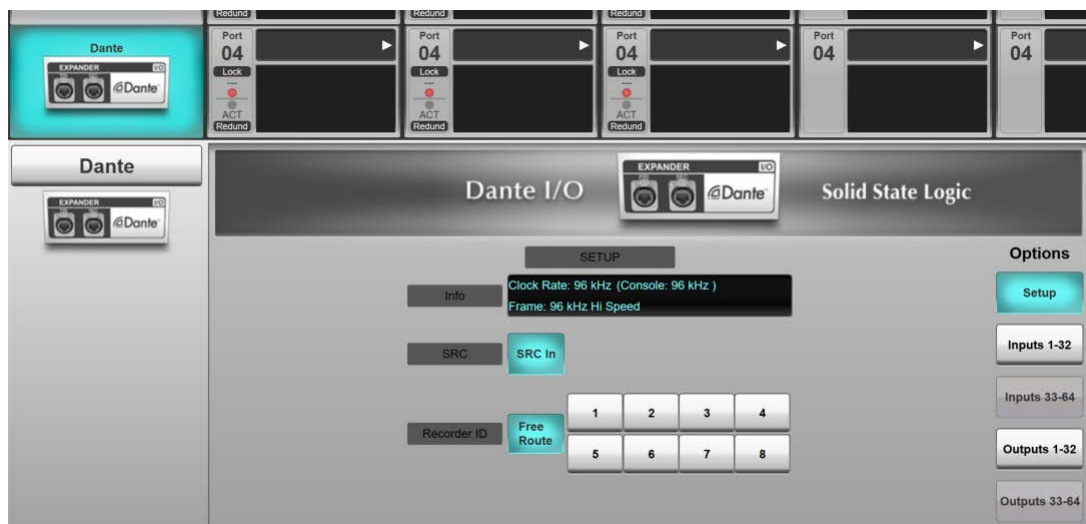 Redund
Redund
Redund
Dante
EXPANDER I/O
Dante
Port
04
Lock
---
ACT
Redund
Port
04
Lock
---
ACT
Redund
Port
04
Lock
---
ACT
Redund
Port
04
Port
04
Dante
EXPANDER I/O
Dante
Dante I/O
EXPANDER I/O
Dante
Solid State Logic
SETUP
Info
Clock Rate: 96 kHz (Console: 96 kHz )
Frame: 96 kHz Hi Speed
SRC
SRC In
Recorder ID
Free
Route
1 2 3 4
5 6 7 8
Options
Setup
Inputs 1-32
Inputs 33-64
Outputs 1-32
Outputs 33-64